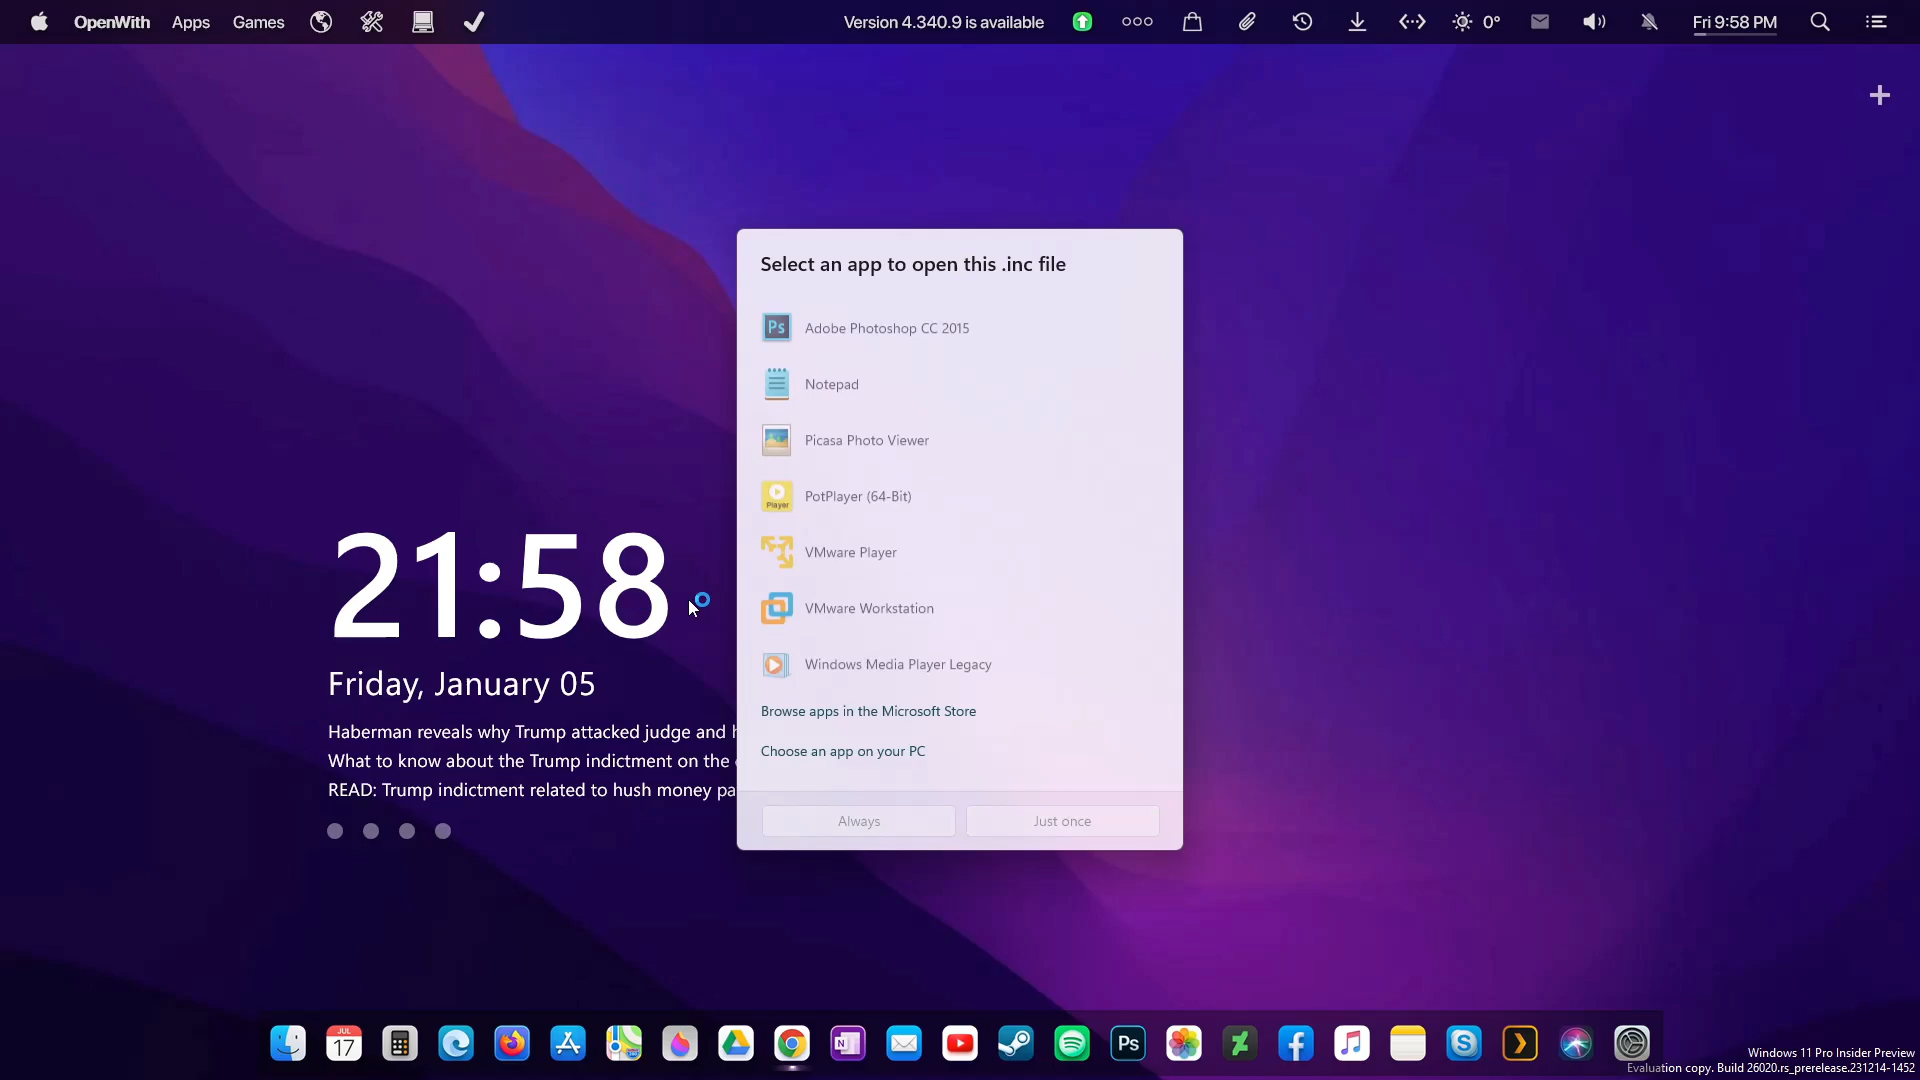 OpenWith Apps Games Version 4.340.9 is available 0° Fri 9:58 PM
Select an app to open this .inc file
Ps Adobe Photoshop CC 2015
Notepad
Picasa Photo Viewer
Player PotPlayer (64-Bit)
VMware Player
VMware Workstation
Windows Media Player Legacy
Browse apps in the Microsoft Store
Choose an app on your PC
Always Just once
21:58
Friday, January 05
Haberman reveals why Trump attacked judge and
What to know about the Trump indictment on the
READ: Trump indictment related to hush money
JUL
17
Ps
Windows 11 Pro Insider Preview
Evaluation copy. Build 26020.rs_prerelease.231214-1452